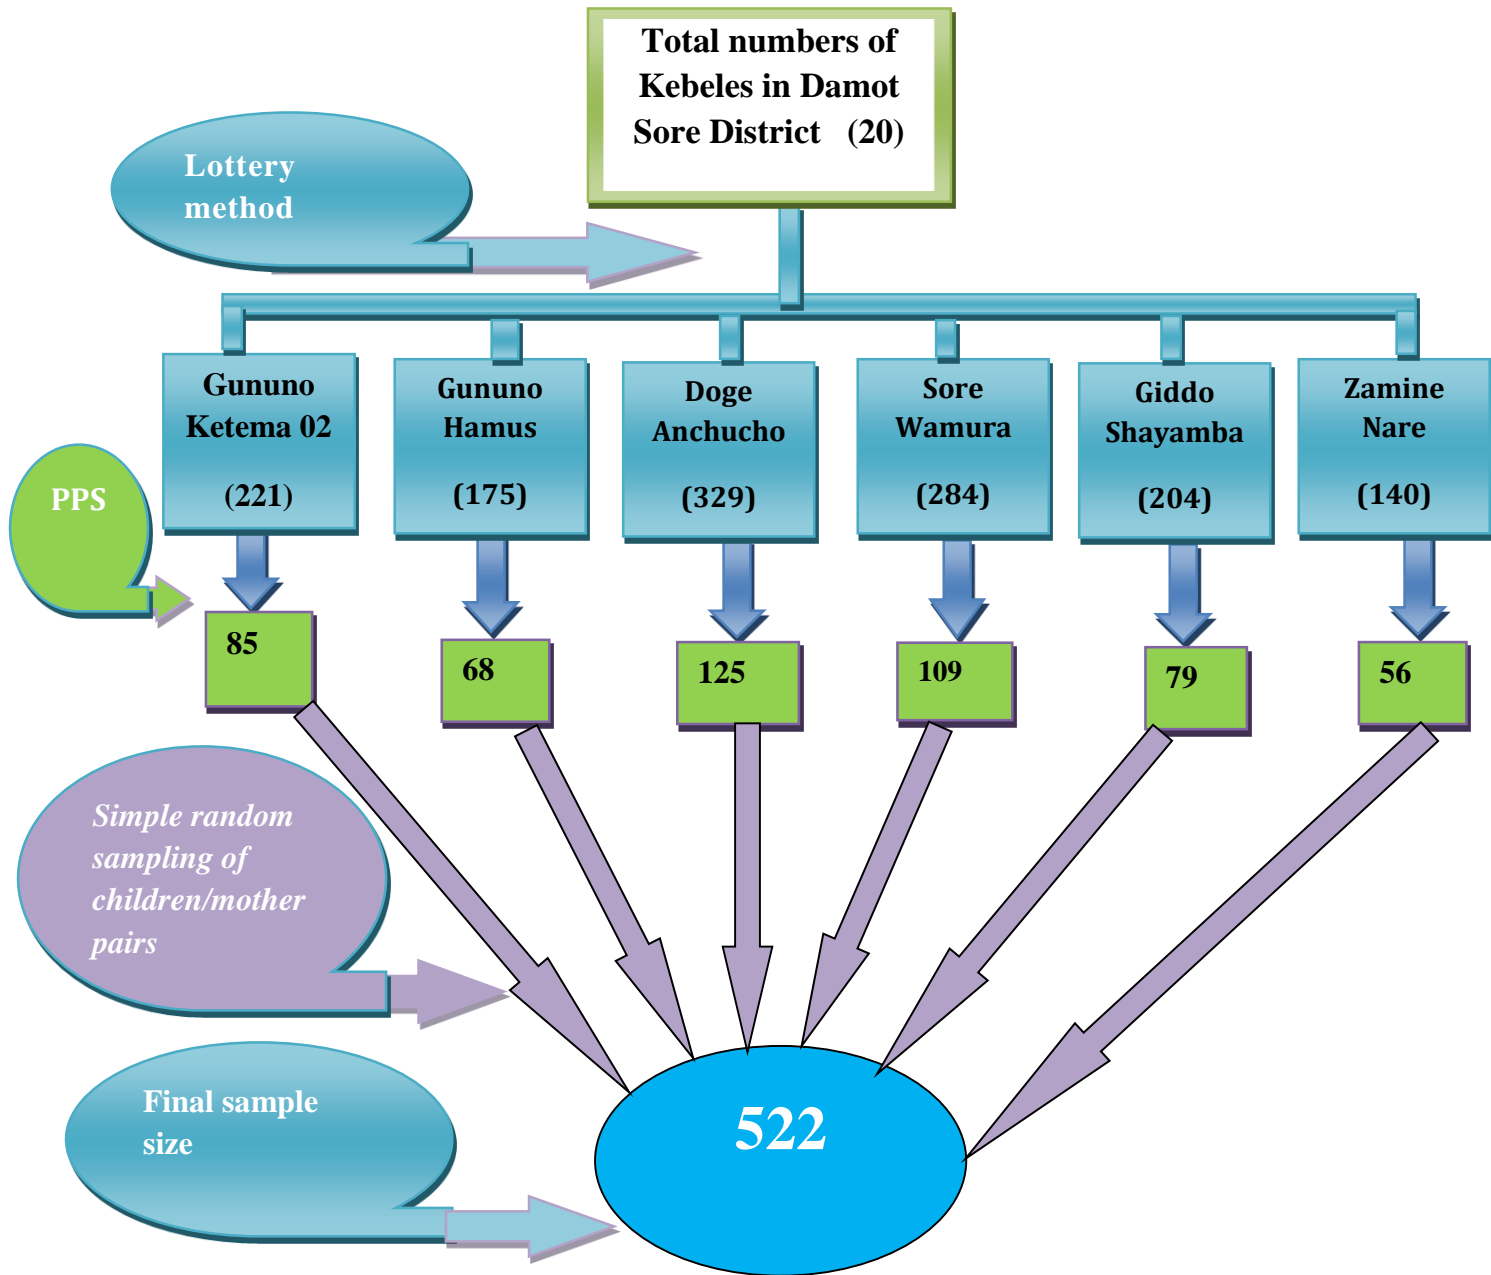 Total numbers of
Kebeles in Damot
Sore District (20)
Lottery
method
Gununo
Ketema 02
(221)
Gununo
Hamus
(175)
Doge
Anchucho
(329)
Sore
Wamura
(284)
Giddo
Shayamba
(204)
Zamine
Nare
(140)
PPS
85
68
125
109
79
56
Simple random
sampling of
children/mother
pairs
Final sample
size
522